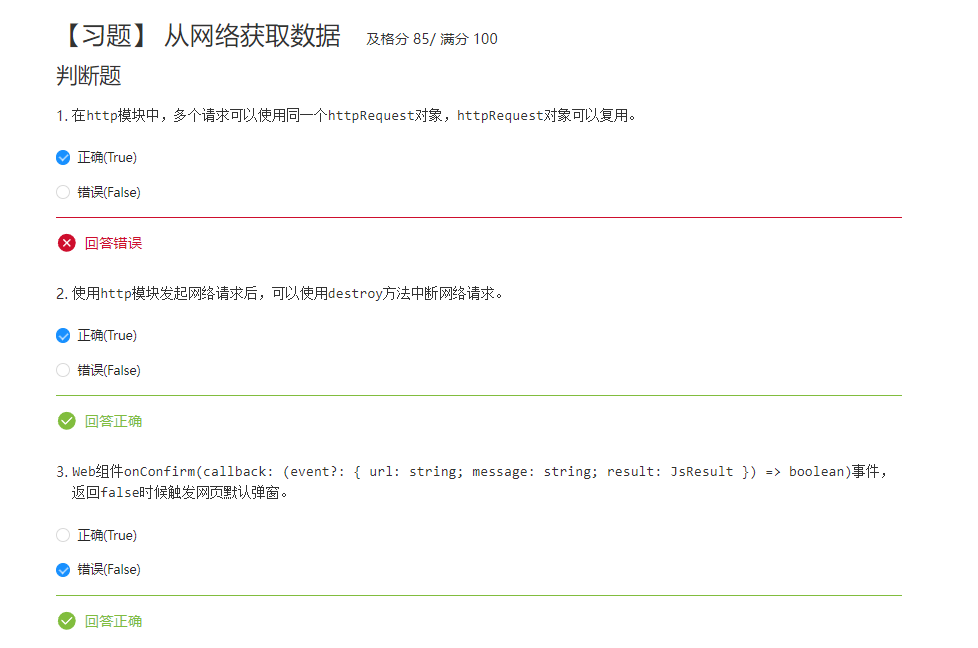 【习题】 从网络获取数据 及格分 85/ 满分 100
判断题
1. 在http模块中，多个请求可以使用同一个httpRequest对象，httpRequest对象可以复用。
正确(True)
错误(False)
回答错误
2. 使用http模块发起网络请求后，可以使用destroy方法中断网络请求。
正确(True)
错误(False)
回答正确
3. Web组件onConfirm(callback: (event?: { url: string; message: string; result: JsResult }) => boolean)事件，
返回false时候触发网页默认弹窗。
正确(True)
错误(False)
回答正确